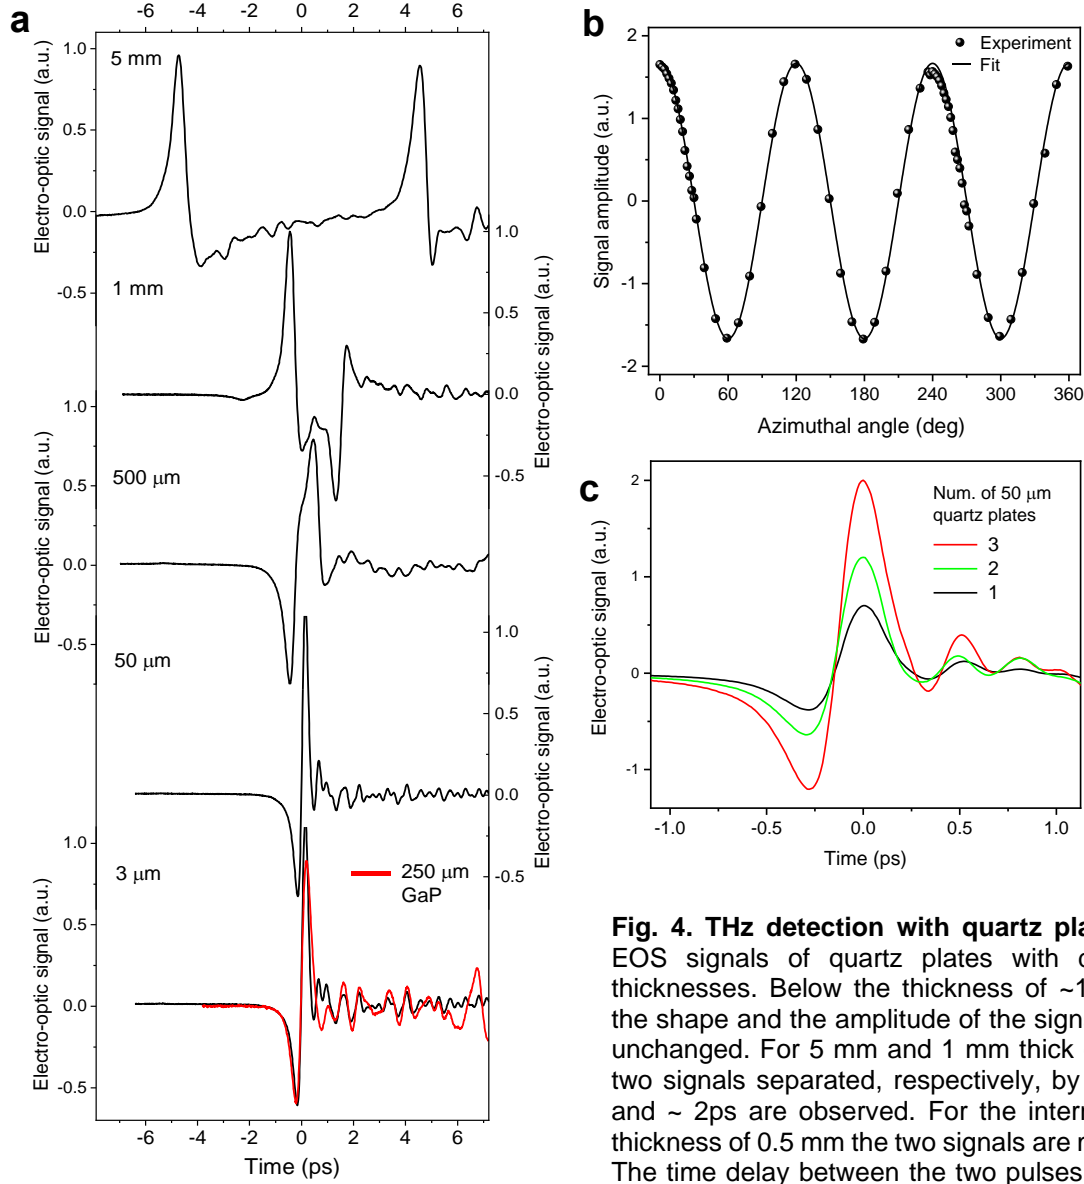 a
-6 -4 -2 0 2 4 6
Electro-optic signal (a.u.)
1.0
0.5
0.0
-0.5
5 mm
1 mm
1.0
0.5
0.0
-0.5
Electro-optic signal (a.u.)
500 μm
1.0
0.5
0.0
-0.5
Electro-optic signal (a.u.)
50 μm
1.0
0.5
0.0
-0.5
Electro-optic signal (a.u.)
3 μm
250 μm
GaP
1.0
0.5
0.0
-0.5
Electro-optic signal (a.u.)
-6 -4 -2 0 2 4 6
Time (ps)
b
2
1
0
-1
-2
Signal amplitude (a.u.)
Experiment
Fit
0 60 120 180 240 300 360
Azimuthal angle (deg)
c
2
1
0
-1
Electro-optic signal (a.u.)
Num. of 50 μm
quartz plates
3
2
1
-1.0 -0.5 0.0 0.5 1.0
Time (ps)
Fig. 4. THz detection with quartz pla
EOS signals of quartz plates with
thicknesses. Below the thickness of ~1
the shape and the amplitude of the sign
unchanged. For 5 mm and 1 mm thick
two signals separated, respectively, by
and ~ 2ps are observed. For the intern
thickness of 0.5 mm the two signals are
The time delay between the two pulses